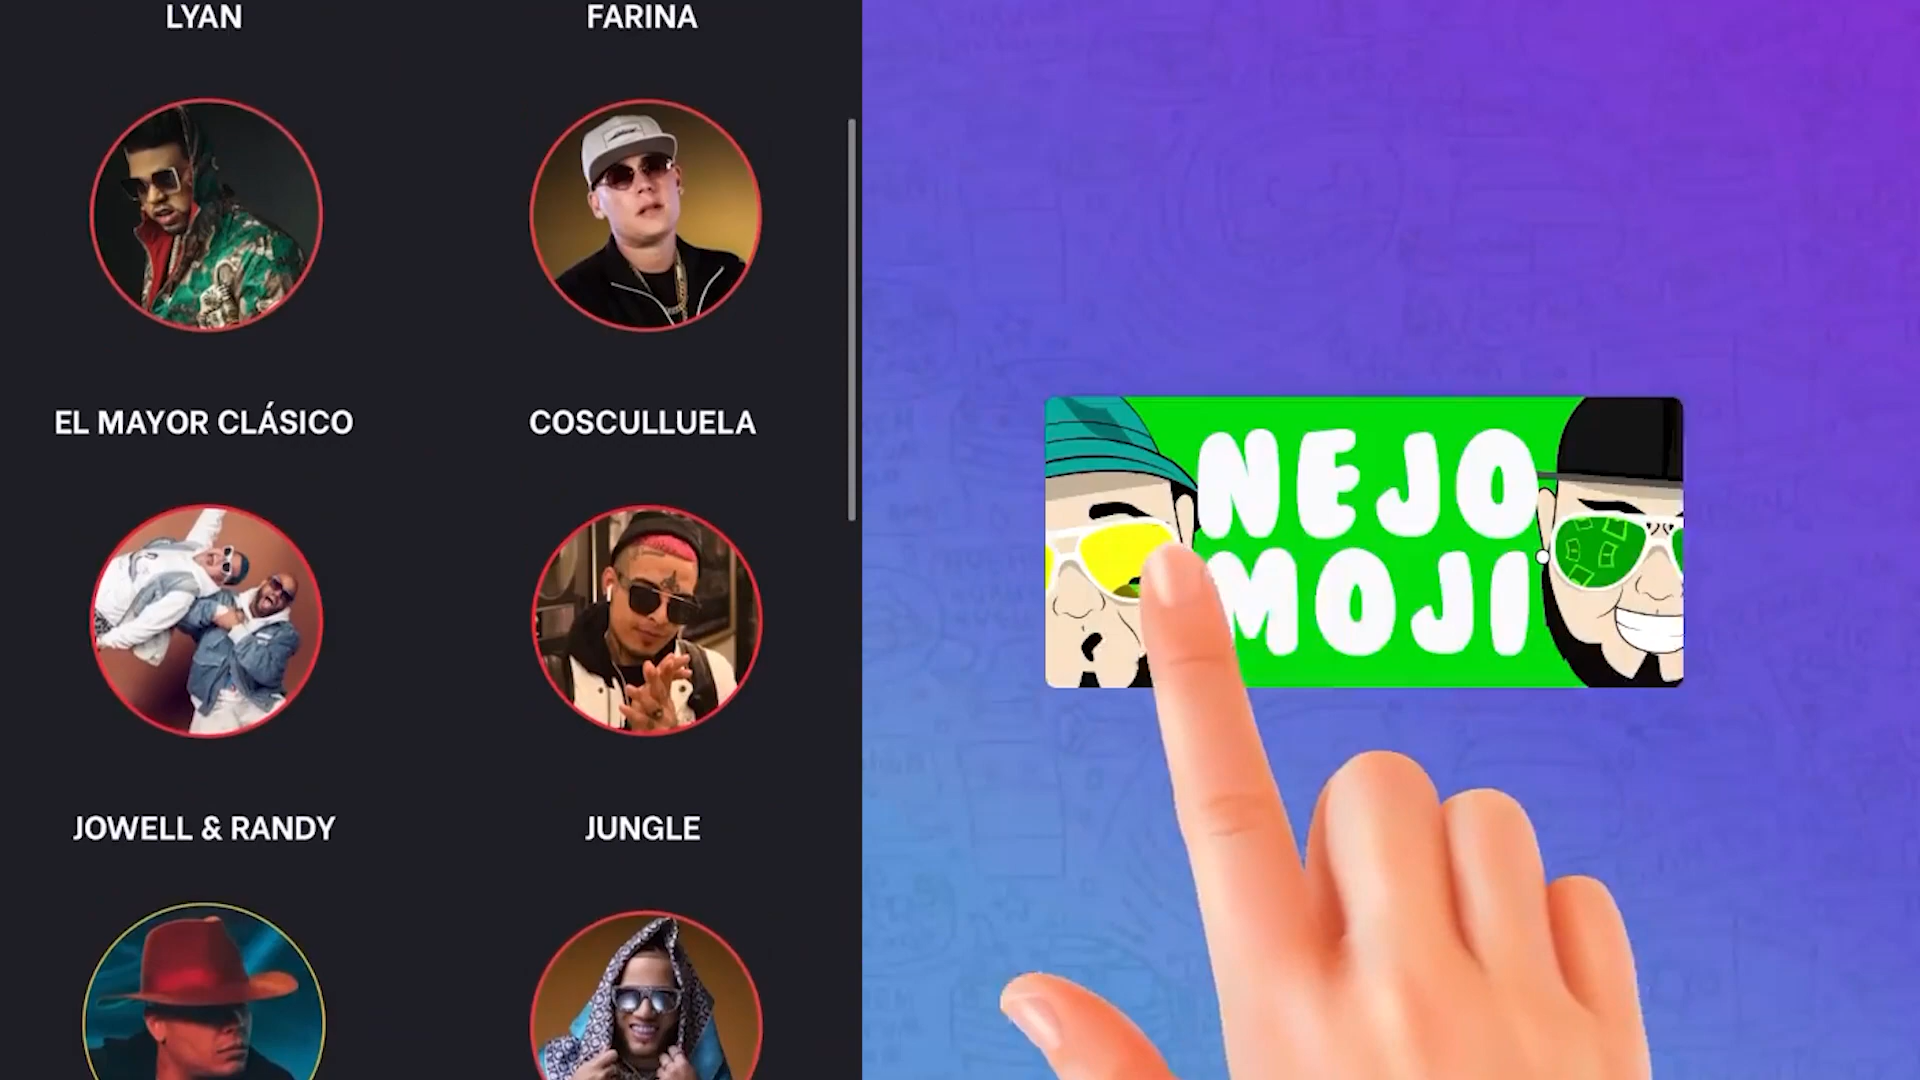 LYAN
FARINA
EL MAYOR CLÁSICO
COSCULLUELA
JOWELL & RANDY
JUNGLE
NEJO
MOJI